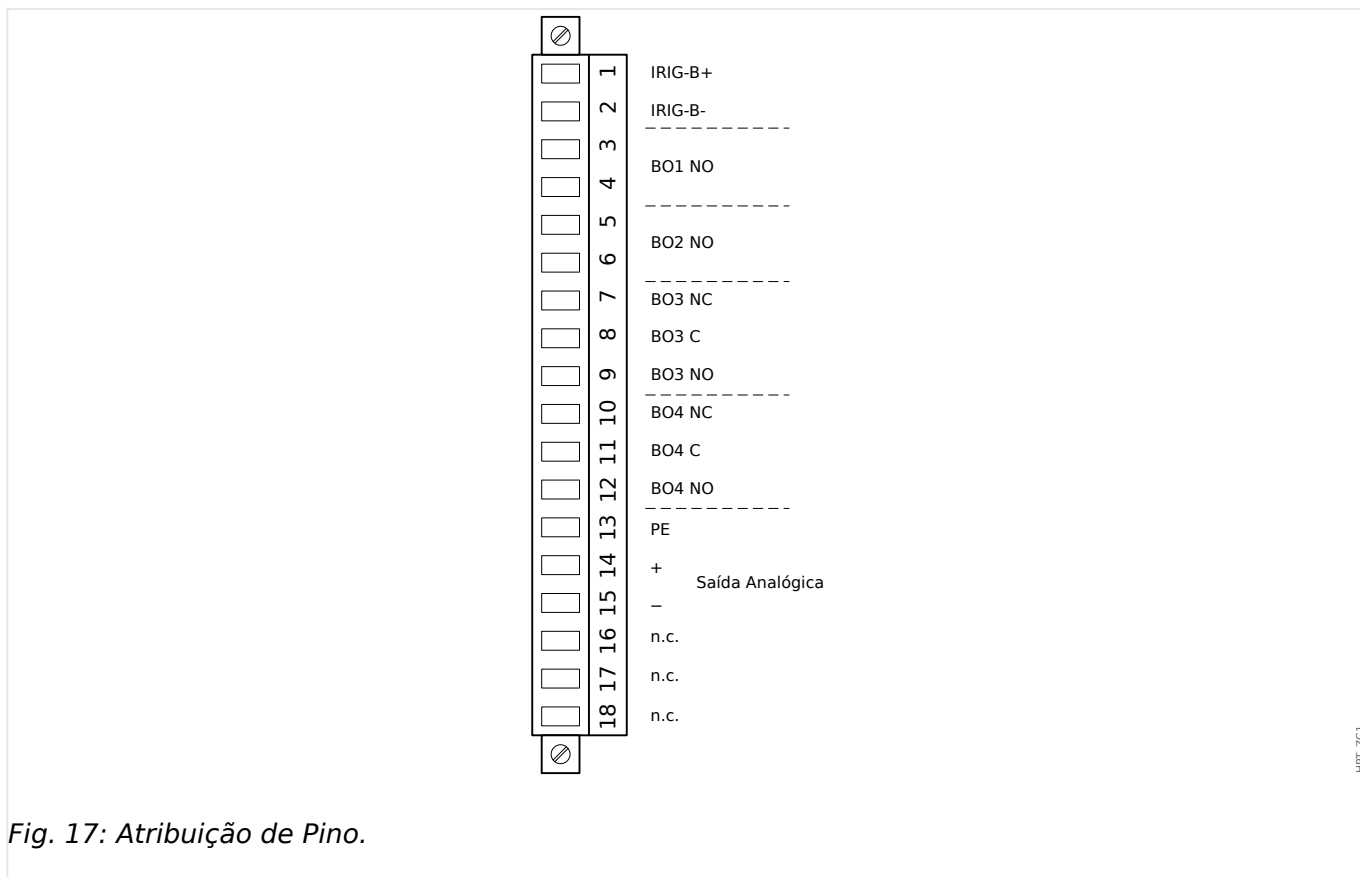 1 IRIG-B+
2 IRIG-B-
3
BO1 NO
4
5
BO2 NO
6
7 BO3 NC
8 BO3 C
9 BO3 NO
10 BO4 NC
11 BO4 C
12 BO4 NO
13 PE
14 +
Saída Analógica
15 −
16 n.c.
17 n.c.
18 n.c.
Fig. 17: Atribuição de Pino.